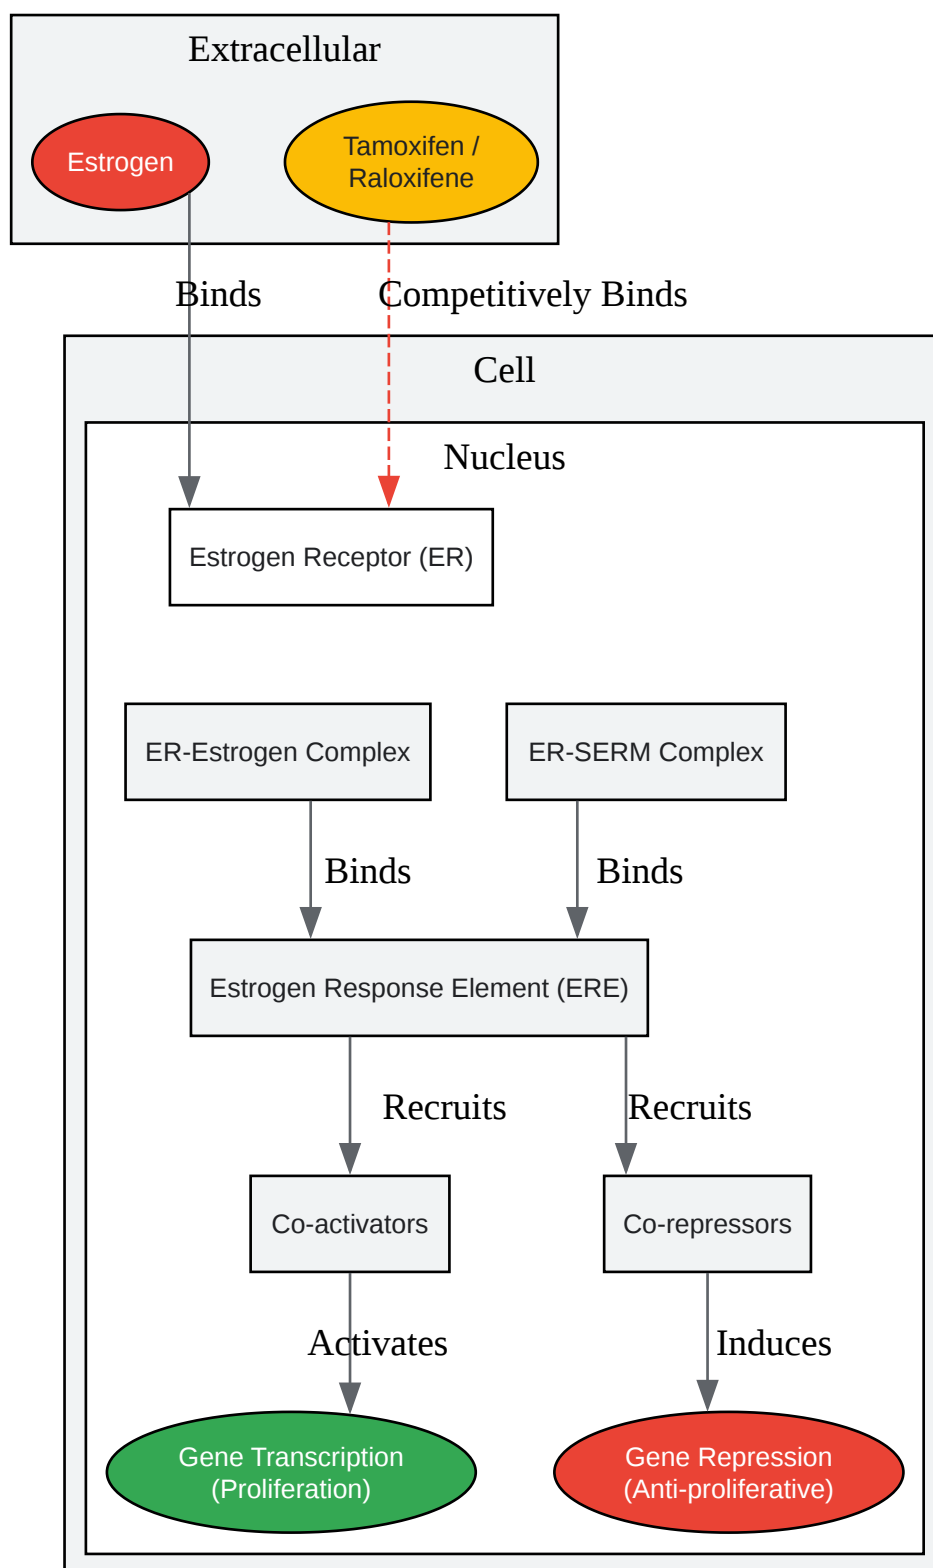 Extracellular
Estrogen
Tamoxifen /
Raloxifene
Binds
Competitively Binds
Cell
Nucleus
Estrogen Receptor (ER)
ER-Estrogen Complex
ER-SERM Complex
Binds
Binds
Estrogen Response Element (ERE)
Recruits
Recruits
Co-activators
Co-repressors
Activates
Induces
Gene Transcription
(Proliferation)
Gene Repression
(Anti-proliferative)